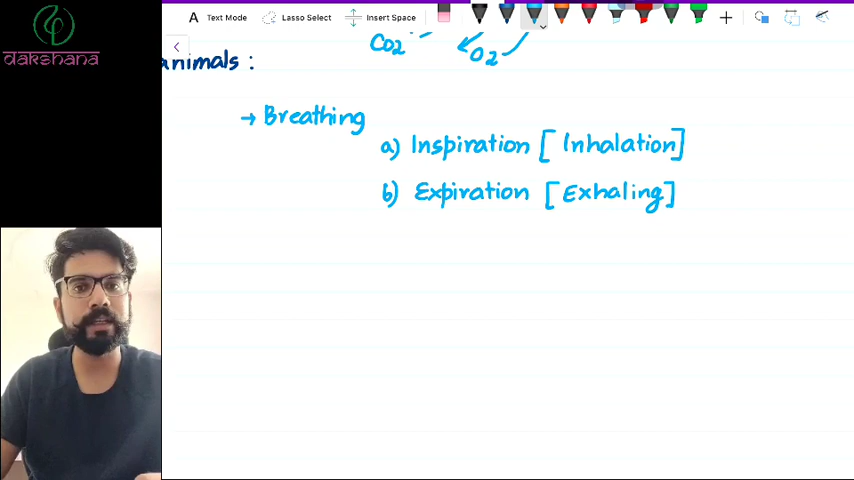 Text Mode
Lasso Select
Insert Space
dakshana
Co2
O2
animals :
→ Breathing
a) Inspiration [Inhalation]
b) Expiration [Exhaling]